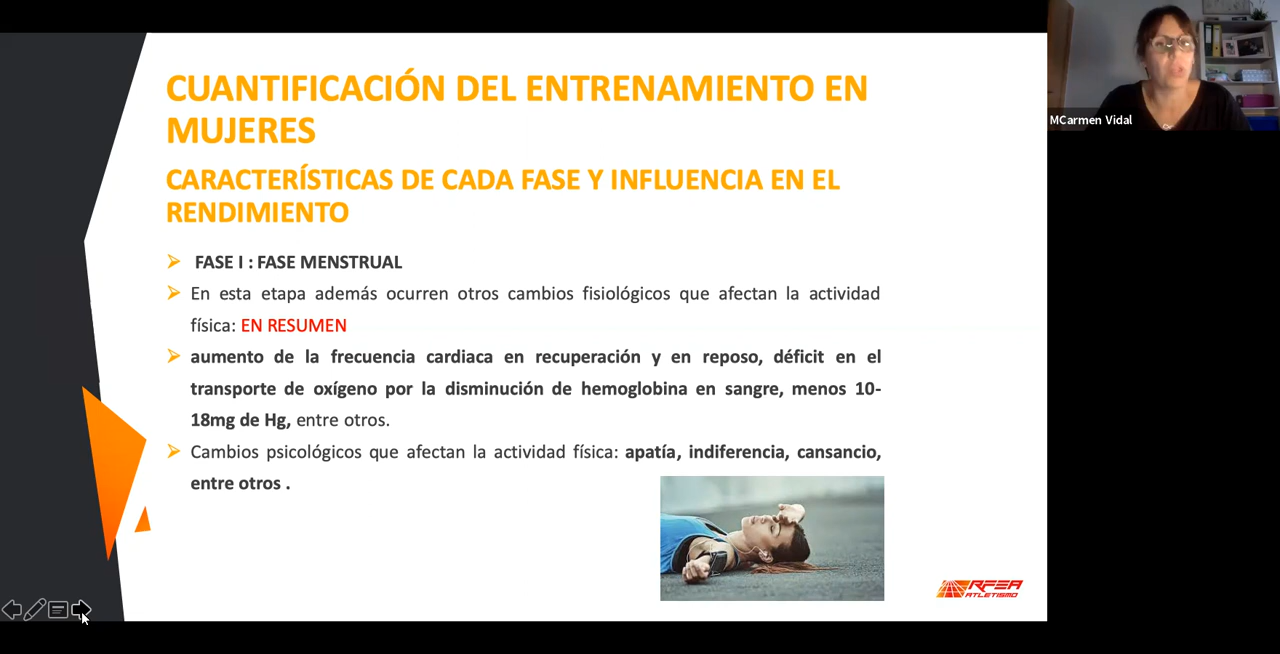 CUANTIFICACIÓN DEL ENTRENAMIENTO EN
MUJERES
CARACTERÍSTICAS DE CADA FASE Y INFLUENCIA EN EL
RENDIMIENTO
FASE I : FASE MENSTRUAL
En esta etapa además ocurren otros cambios fisiológicos que afectan la actividad
física: EN RESUMEN
aumento de la frecuencia cardiaca en recuperación y en reposo, déficit en el
transporte de oxígeno por la disminución de hemoglobina en sangre, menos 10-
18mg de Hg, entre otros.
Cambios psicológicos que afectan la actividad física: apatía, indiferencia, cansancio,
entre otros .
RFEA
ATLETISMO
MCarmen Vidal